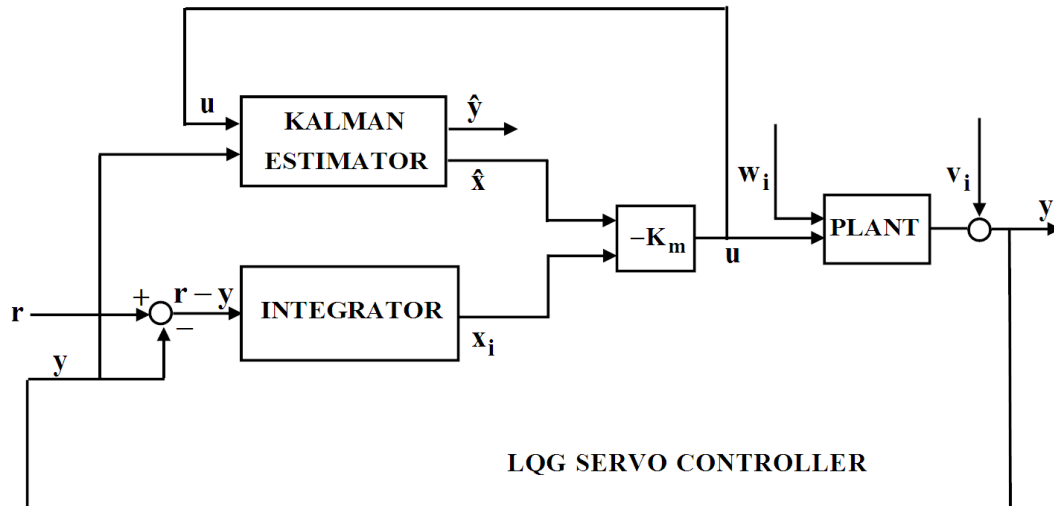 u
KALMAN
ESTIMATOR
ŷ
x̂
w_i
v_i
y
PLANT
−K_m
u
r
+
r − y
−
INTEGRATOR
x_i
y
LQG SERVO CONTROLLER